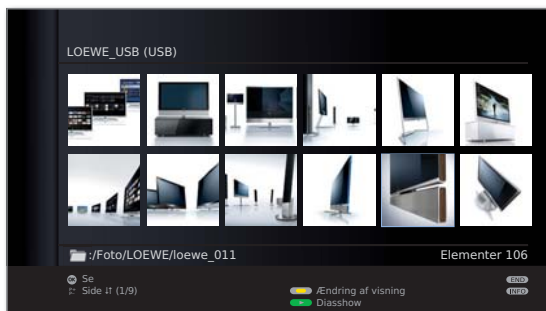 LOEWE_USB (USB)
:/Foto/LOEWE/loewe_011 Elementer 106
OK Se END
Side ↓↑ (1/9) Ændring af visning INFO
Diasshow